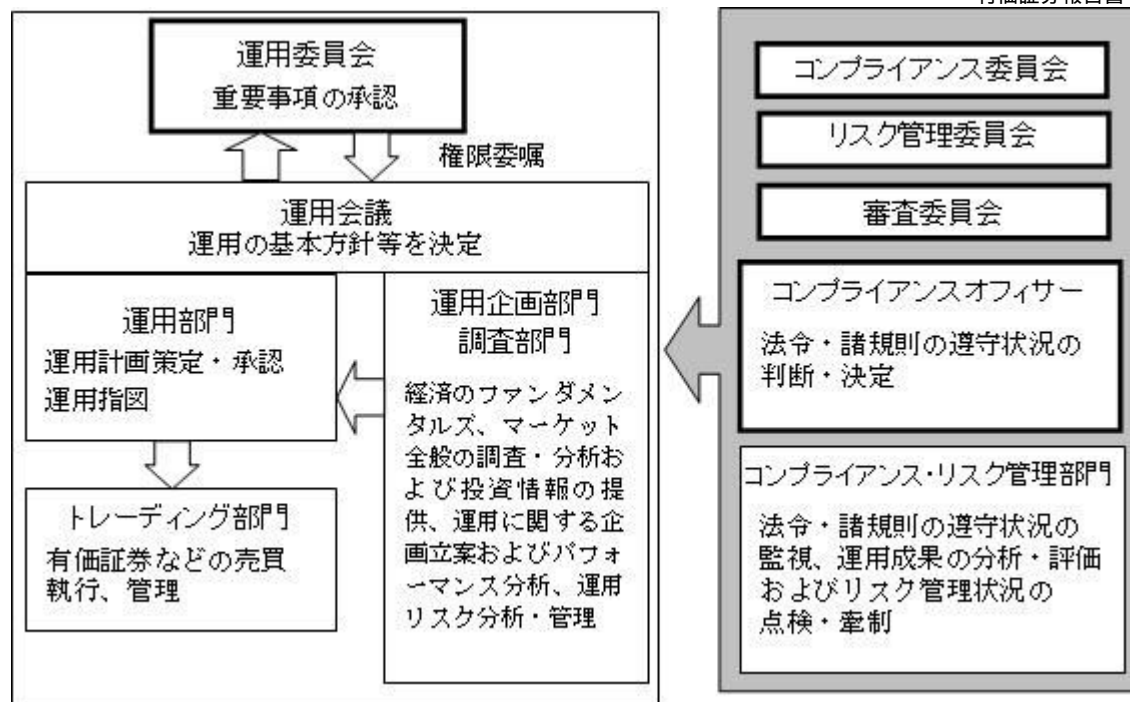 有価証券報告書
運用委員会
重要事項の承認
権限委嘱
運用会議
運用の基本方針等を決定
運用部門
運用計画策定・承認
運用指図
トレーディング部門
有価証券などの売買
執行、管理
運用企画部門
調査部門
経済のファンダメン
タルズ、マーケット
全般の調査・分析お
よび投資情報の提
供、運用に関する企
画立案およびパフォ
ーマンス分析、運用
リスク分析・管理
コンプライアンス委員会
リスク管理委員会
審査委員会
コンプライアンスオフィサー
法令・諸規則の遵守状況の
判断・決定
コンプライアンス・リスク管理部門
法令・諸規則の遵守状況の
監視、運用成果の分析・評価
およびリスク管理状況の
点検・牽制